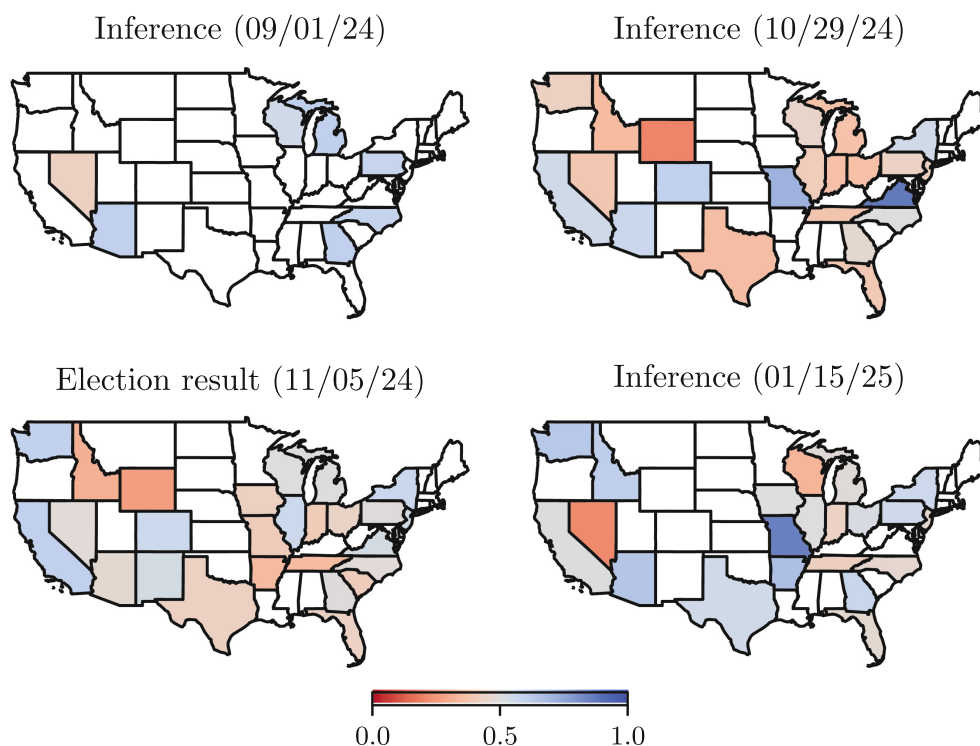 Inference (09/01/24)
Inference (10/29/24)
Election result (11/05/24)
Inference (01/15/25)
0.0
0.5
1.0